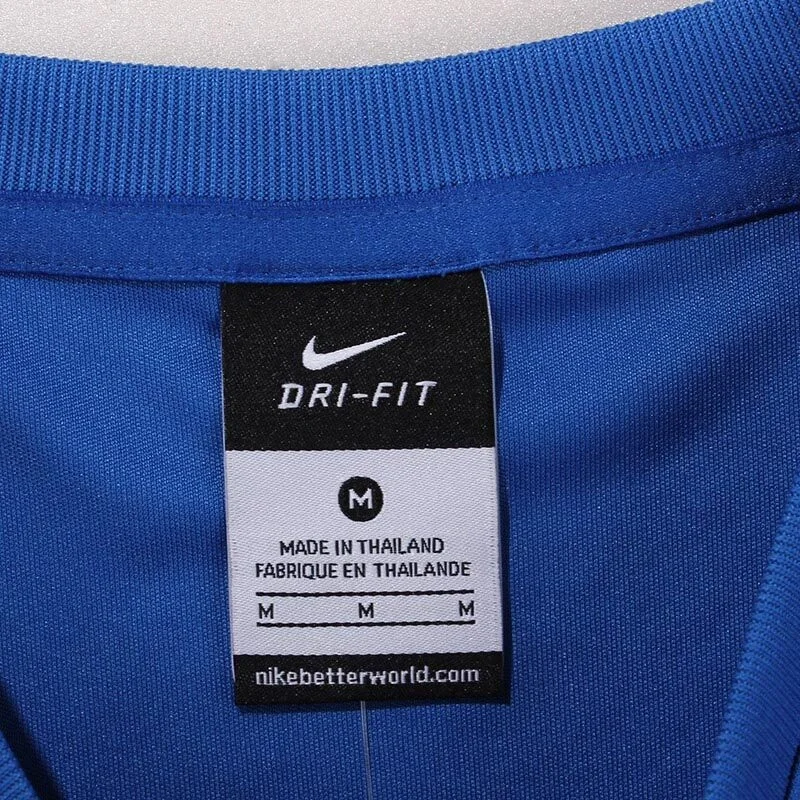 DRI-FIT
M
MADE IN THAILAND
FABRIQUE EN THAILANDE
M M M
nikebetterworld.com